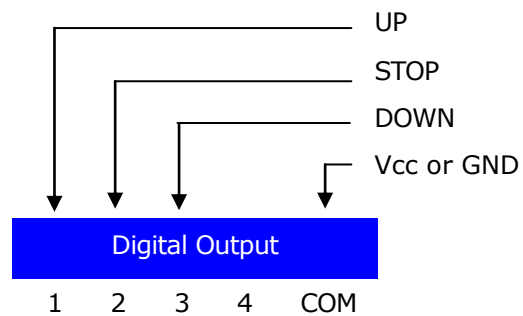 UP
STOP
DOWN
Vcc or GND
Digital Output
1 2 3 4 COM